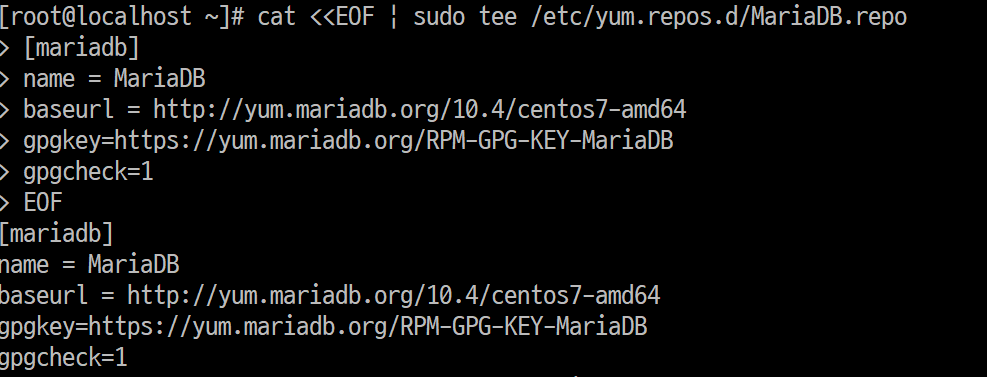 [root@localhost ~]# cat <<EOF | sudo tee /etc/yum.repos.d/MariaDB.repo
> [mariadb]
> name = MariaDB
> baseurl = http://yum.mariadb.org/10.4/centos7-amd64
> gpgkey=https://yum.mariadb.org/RPM-GPG-KEY-MariaDB
> gpgcheck=1
> EOF
[mariadb]
name = MariaDB
baseurl = http://yum.mariadb.org/10.4/centos7-amd64
gpgkey=https://yum.mariadb.org/RPM-GPG-KEY-MariaDB
gpgcheck=1